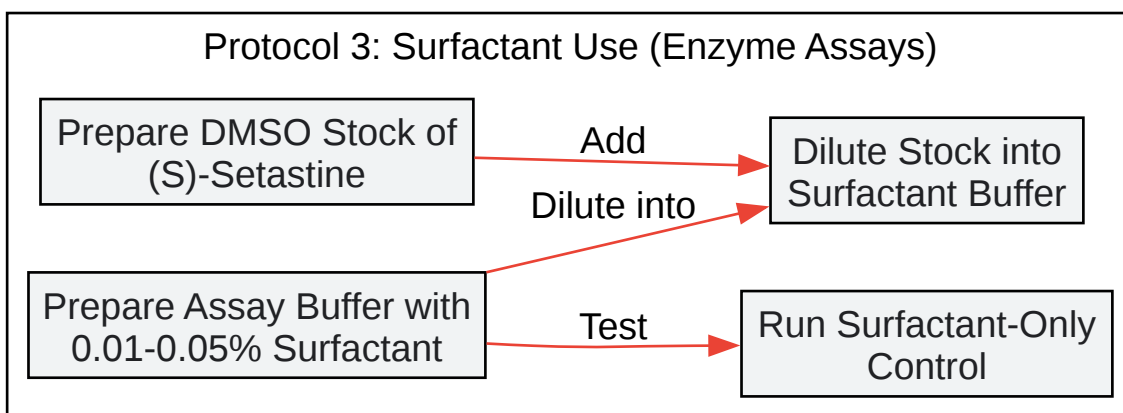 Protocol 3: Surfactant Use (Enzyme Assays)
Prepare DMSO Stock of
(S)-Setastine
Add
Dilute Stock into
Surfactant Buffer
Dilute into
Prepare Assay Buffer with
0.01-0.05% Surfactant
Test
Run Surfactant-Only
Control